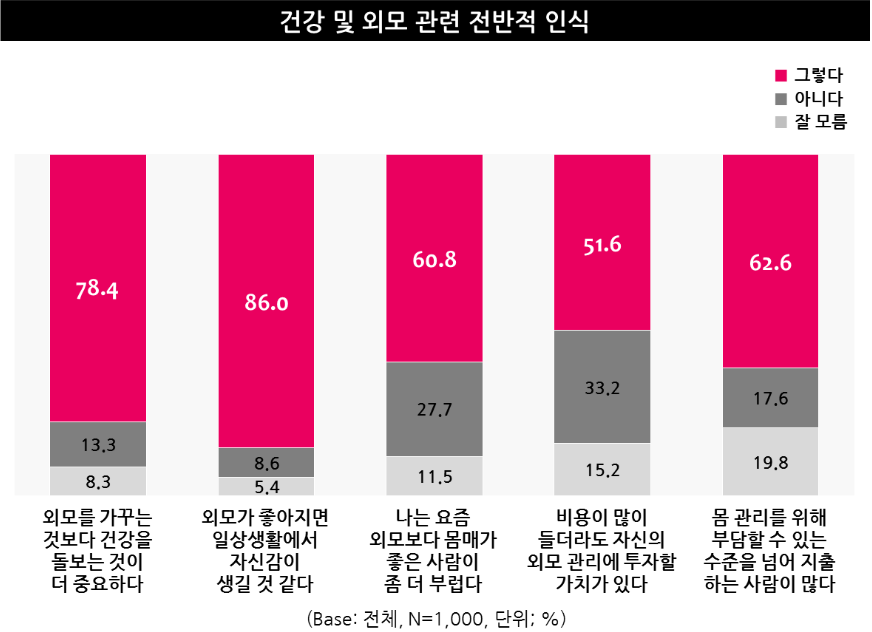 건강 및 외모 관련 전반적 인식
그렇다
아니다
잘 모름
78.4
13.3
8.3
86.0
8.6
5.4
60.8
27.7
11.5
51.6
33.2
15.2
62.6
17.6
19.8
외모를 가꾸는
것보다 건강을
돌보는 것이
더 중요하다
외모가 좋아지면
일상생활에서
자신감이
생길 것 같다
나는 요즘
외모보다 몸매가
좋은 사람이
좀 더 부럽다
비용이 많이
들더라도 자신의
외모 관리에 투자할
가치가 있다
몸 관리를 위해
부담할 수 있는
수준을 넘어 지출
하는 사람이 많다
(Base: 전체, N=1,000, 단위; %)